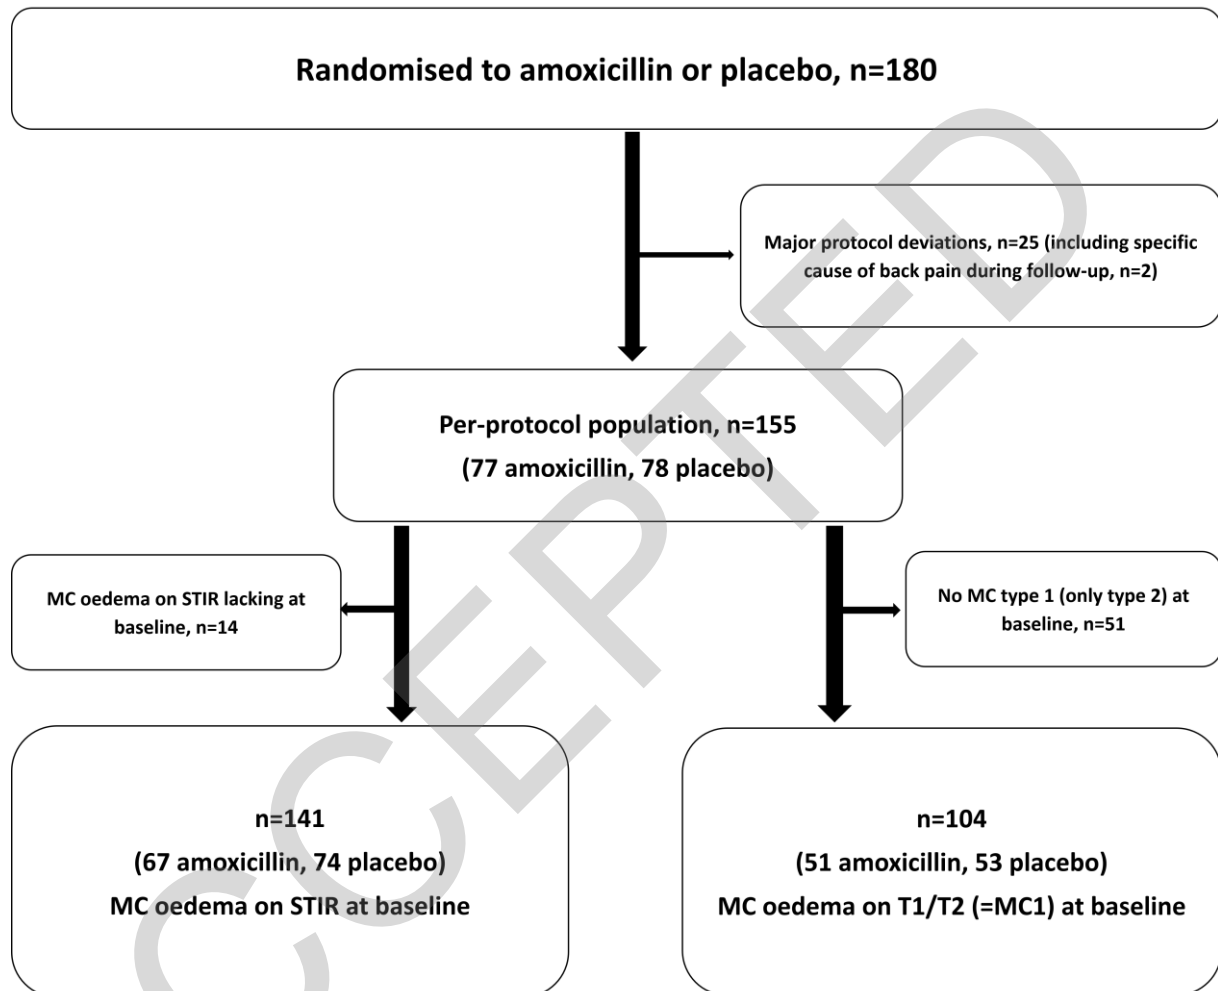 Randomised to amoxicillin or placebo, n=180
Major protocol deviations, n=25 (including specific
cause of back pain during follow-up, n=2)
Per-protocol population, n=155
(77 amoxicillin, 78 placebo)
MC oedema on STIR lacking at
baseline, n=14
No MC type 1 (only type 2) at
baseline, n=51
n=141
(67 amoxicillin, 74 placebo)
MC oedema on STIR at baseline
n=104
(51 amoxicillin, 53 placebo)
MC oedema on T1/T2 (=MC1) at baseline
CCEPTED